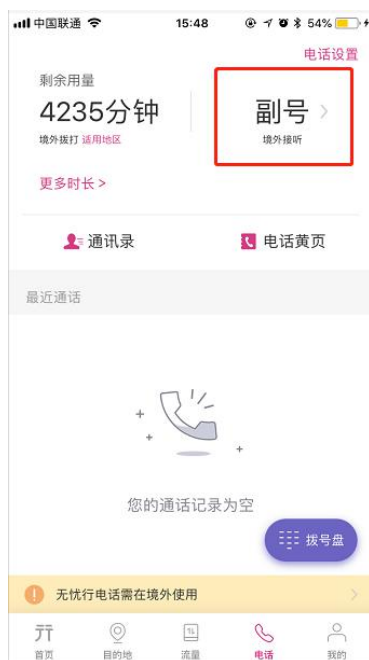 中国联通 15:48 54%
电话设置
剩余用量
4235分钟
境外拨打 适用地区
副号 >
境外接听
更多时长 >
通讯录
电话黄页
最近通话
您的通话记录为空
拨号盘
无忧行电话需在境外使用 >
首页 目的地 流量 电话 我的